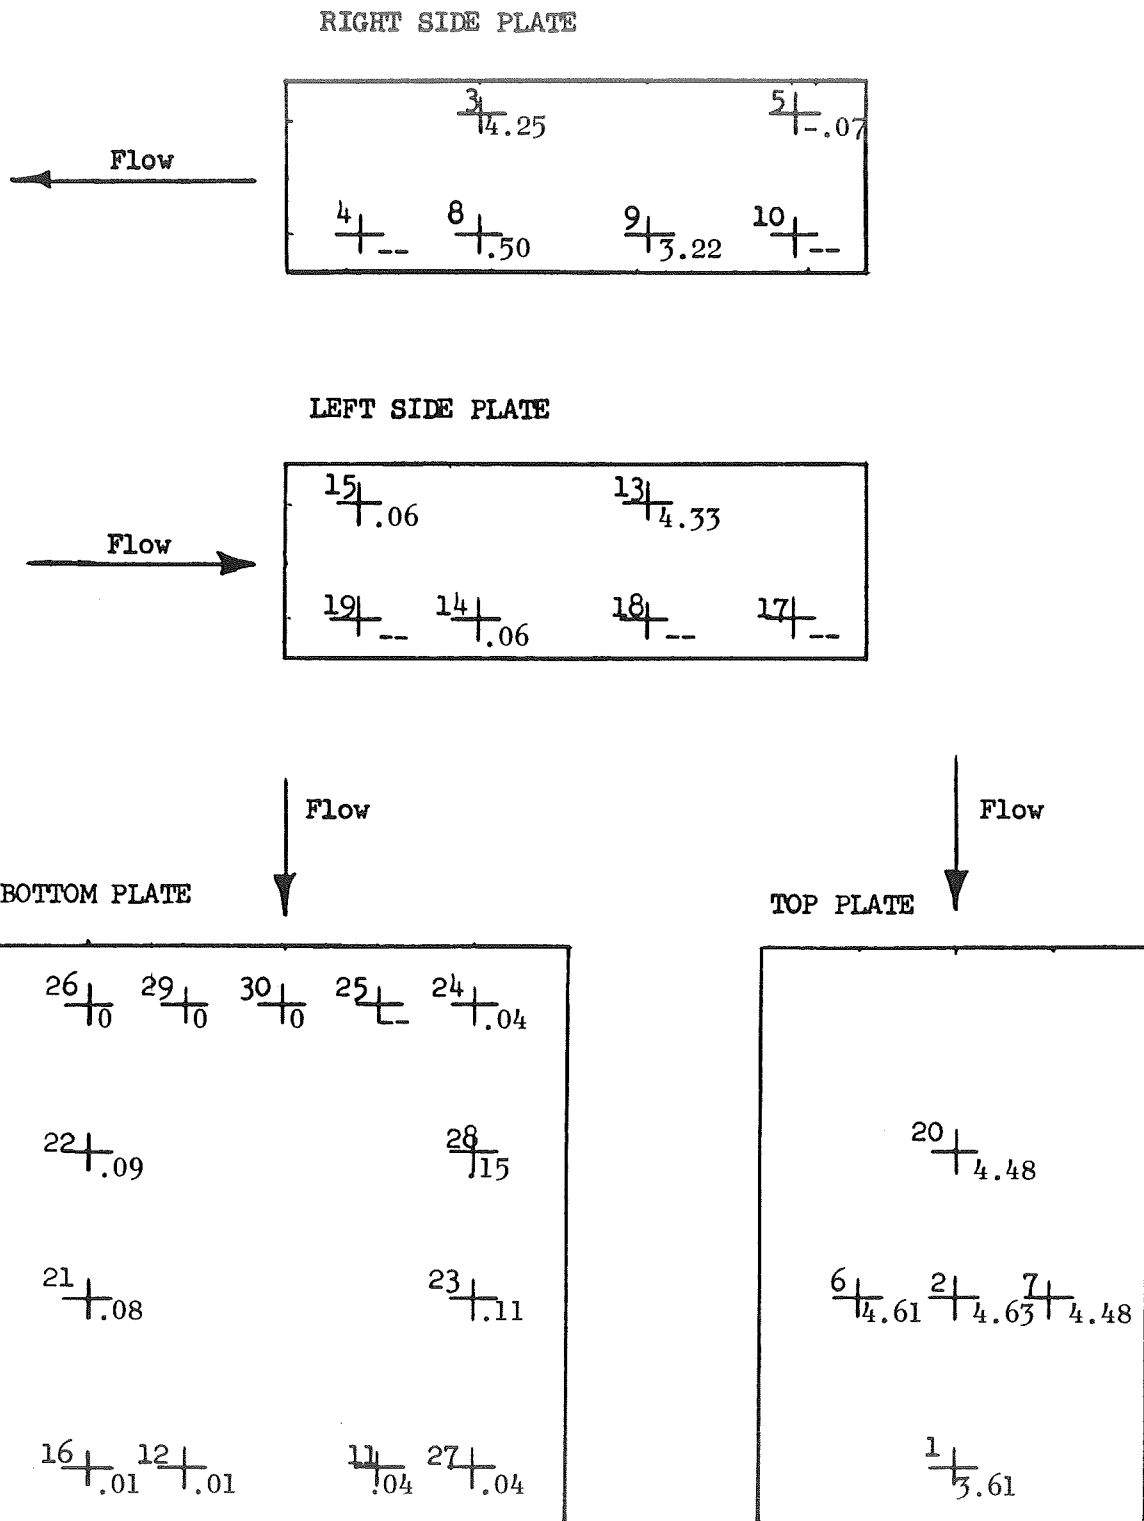 RIGHT SIDE PLATE
3 5
4.25 -.07
Flow
4 8 9 10
-- .50 3.22 --
LEFT SIDE PLATE
15 13
.06 4.33
Flow
19 14 18 17
-- .06 -- --
Flow Flow
BOTTOM PLATE TOP PLATE
26 29 30 25 24
0 0 0 -- .04
22 28 20
.09 .15 4.48
21 23 6 2 7
.08 .11 4.61 4.63 4.48
16 12 11 27 1
.01 .01 .04 .04 3.61